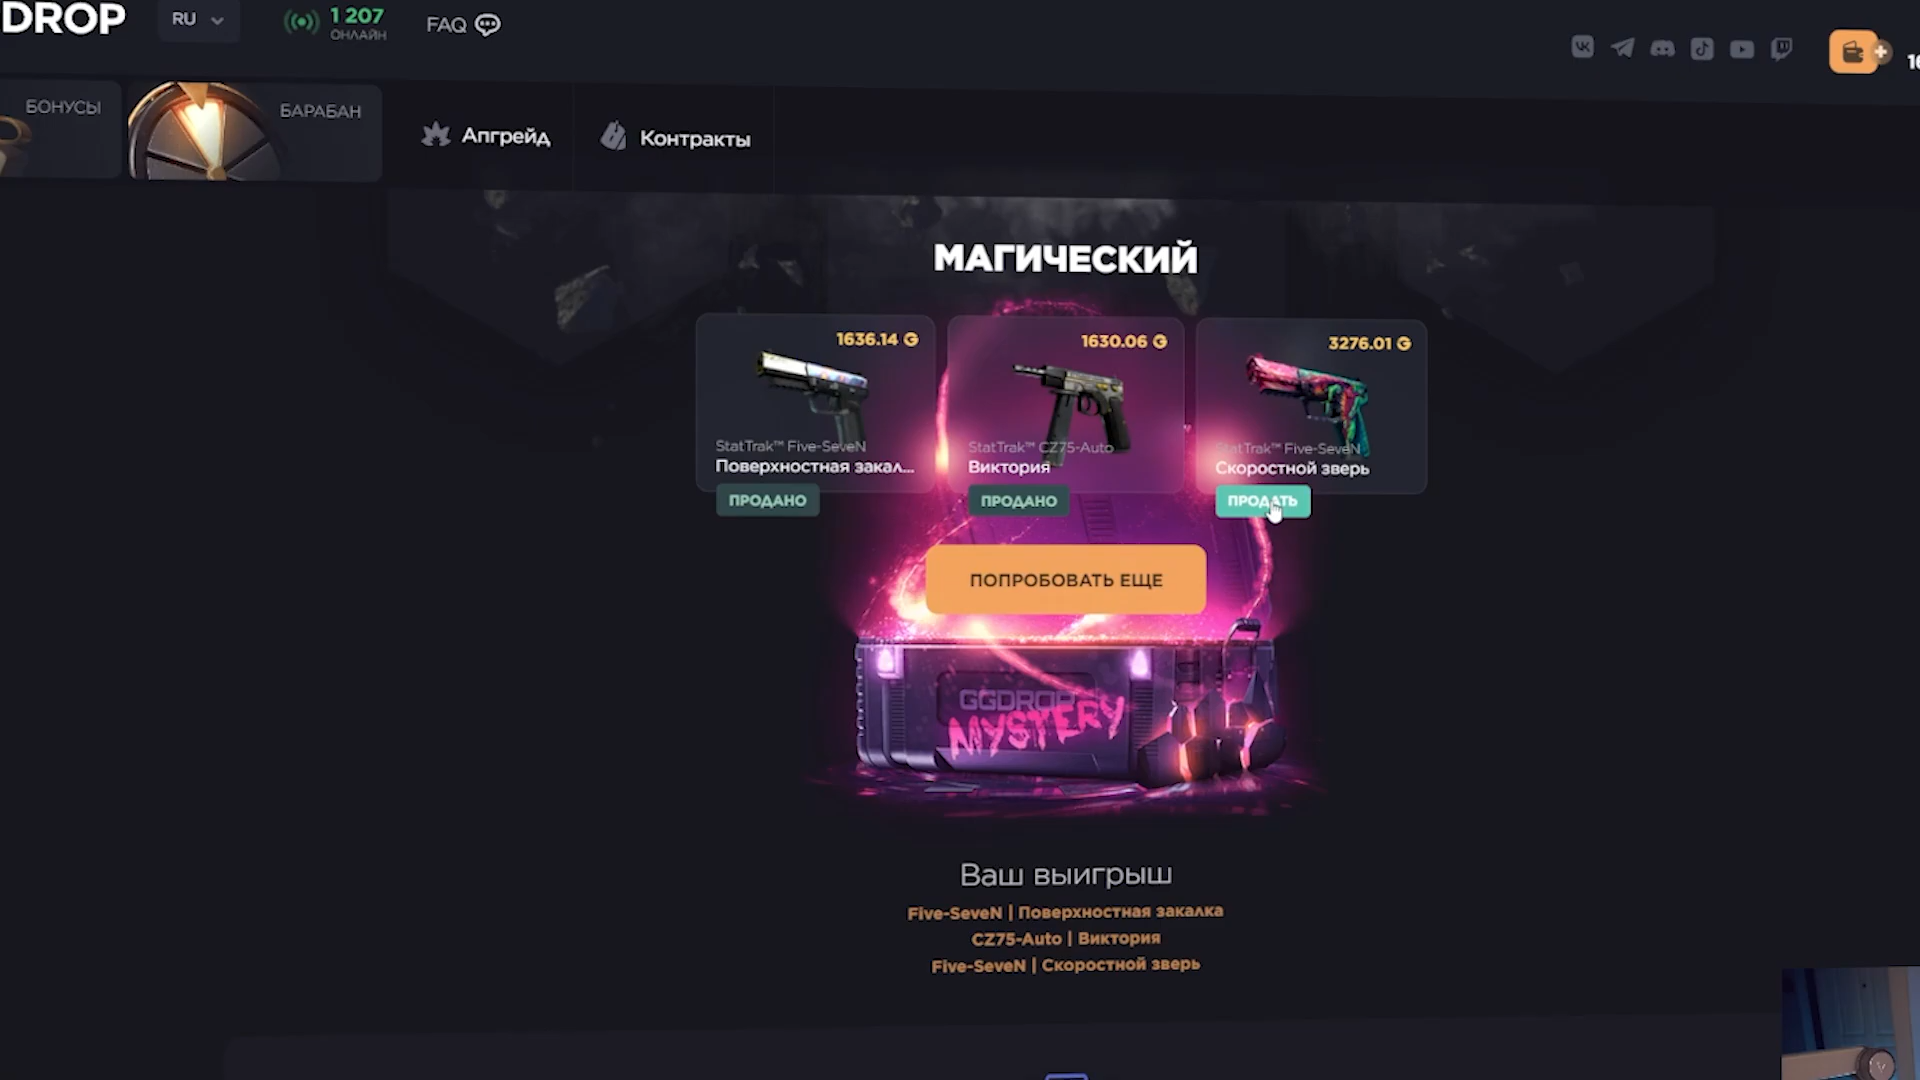 DROP
RU
1 207
ОНЛАЙН
FAQ
БОНУСЫ
БАРАБАН
Апгрейд
Контракты
МАГИЧЕСКИЙ
1636.14 G
1630.06 G
3276.01 G
StatTrak™ Five-SeveN
StatTrak™ CZ75-Auto
StatTrak™ Five-SeveN
Поверхностная закал...
Виктория
Скоростной зверь
ПРОДАНО
ПРОДАНО
ПРОДАТЬ
ПОПРОБОВАТЬ ЕЩЕ
GGDROP
MYSTERY
Ваш выигрыш
Five-SeveN | Поверхностная закалка
CZ75-Auto | Виктория
Five-SeveN | Скоростной зверь